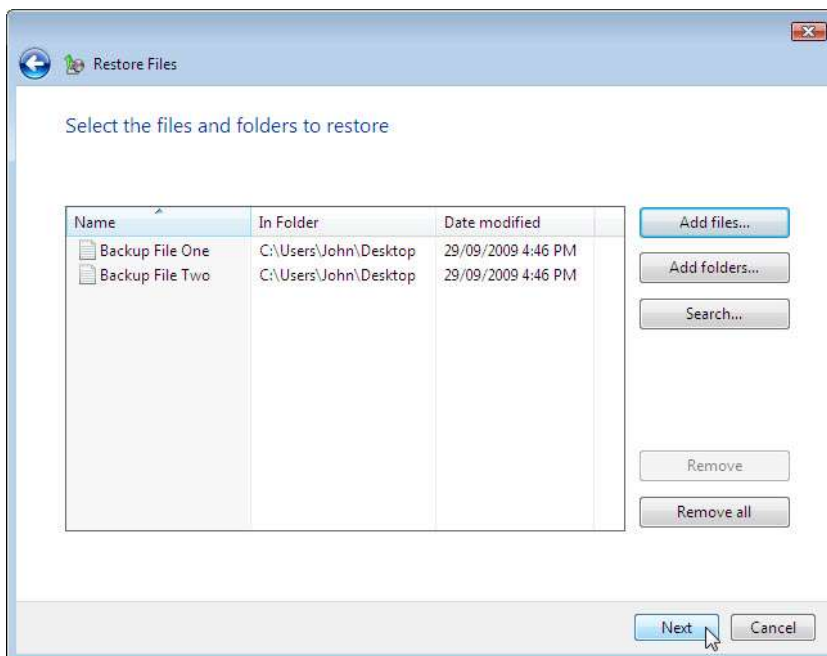 Restore Files
Select the files and folders to restore
Name In Folder Date modified
Backup File One C:\Users\John\Desktop 29/09/2009 4:46 PM
Backup File Two C:\Users\John\Desktop 29/09/2009 4:46 PM
Add files...
Add folders...
Search...
Remove
Remove all
Next Cancel